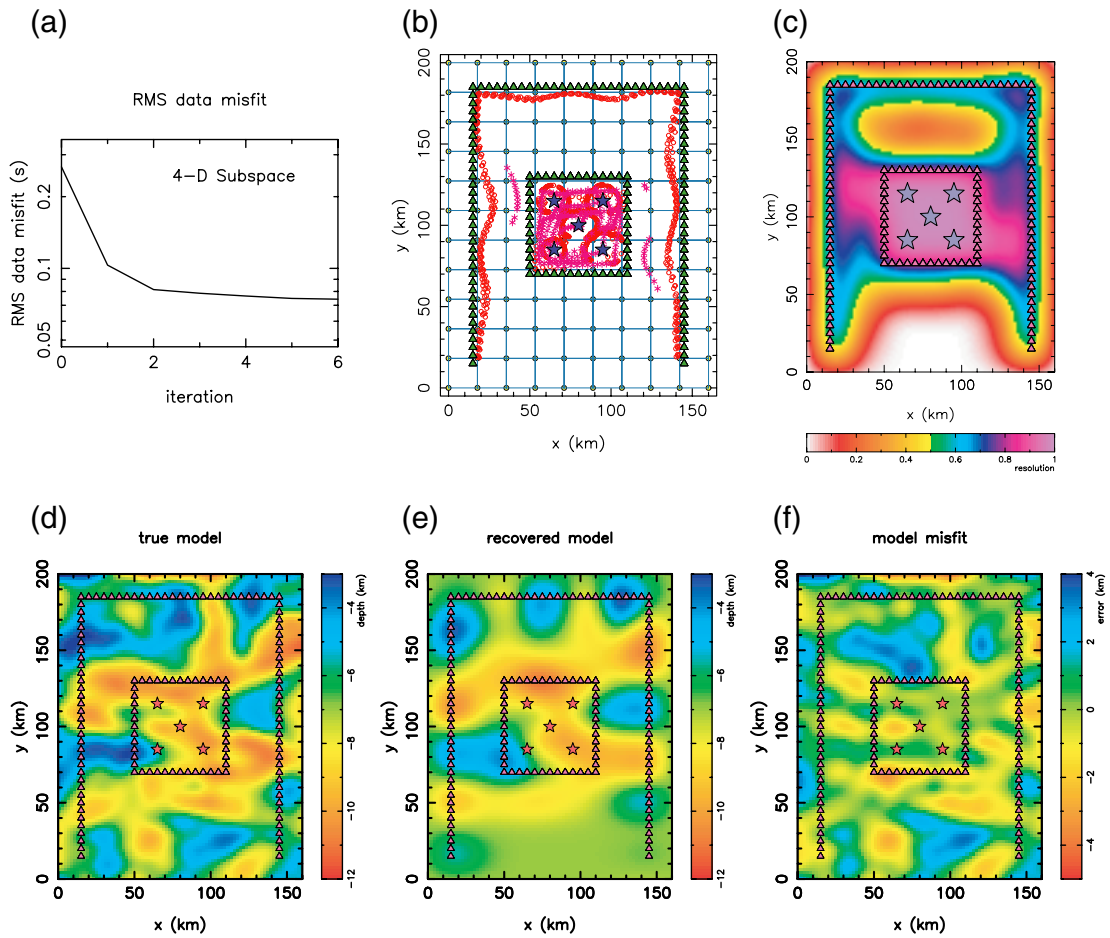 (a)
RMS data misfit
4-D Subspace
RMS data misfit (s)
0.2
0.1
0.05
0 2 4 6
iteration
(b)
200
150
100
50
0
y (km)
0 50 100 150
x (km)
(c)
200
150
100
50
0
y (km)
0 50 100 150
x (km)
0 0.2 0.4 0.6 0.8 1
resolution
(d)
true model
200
150
100
50
0
y (km)
0 50 100 150
x (km)
depth (km)
-4
-6
-8
-10
-12
(e)
recovered model
200
150
100
50
0
y (km)
0 50 100 150
x (km)
depth (km)
-4
-6
-8
-10
-12
(f)
model misfit
200
150
100
50
0
y (km)
0 50 100 150
x (km)
error (km)
4
2
0
-2
-4